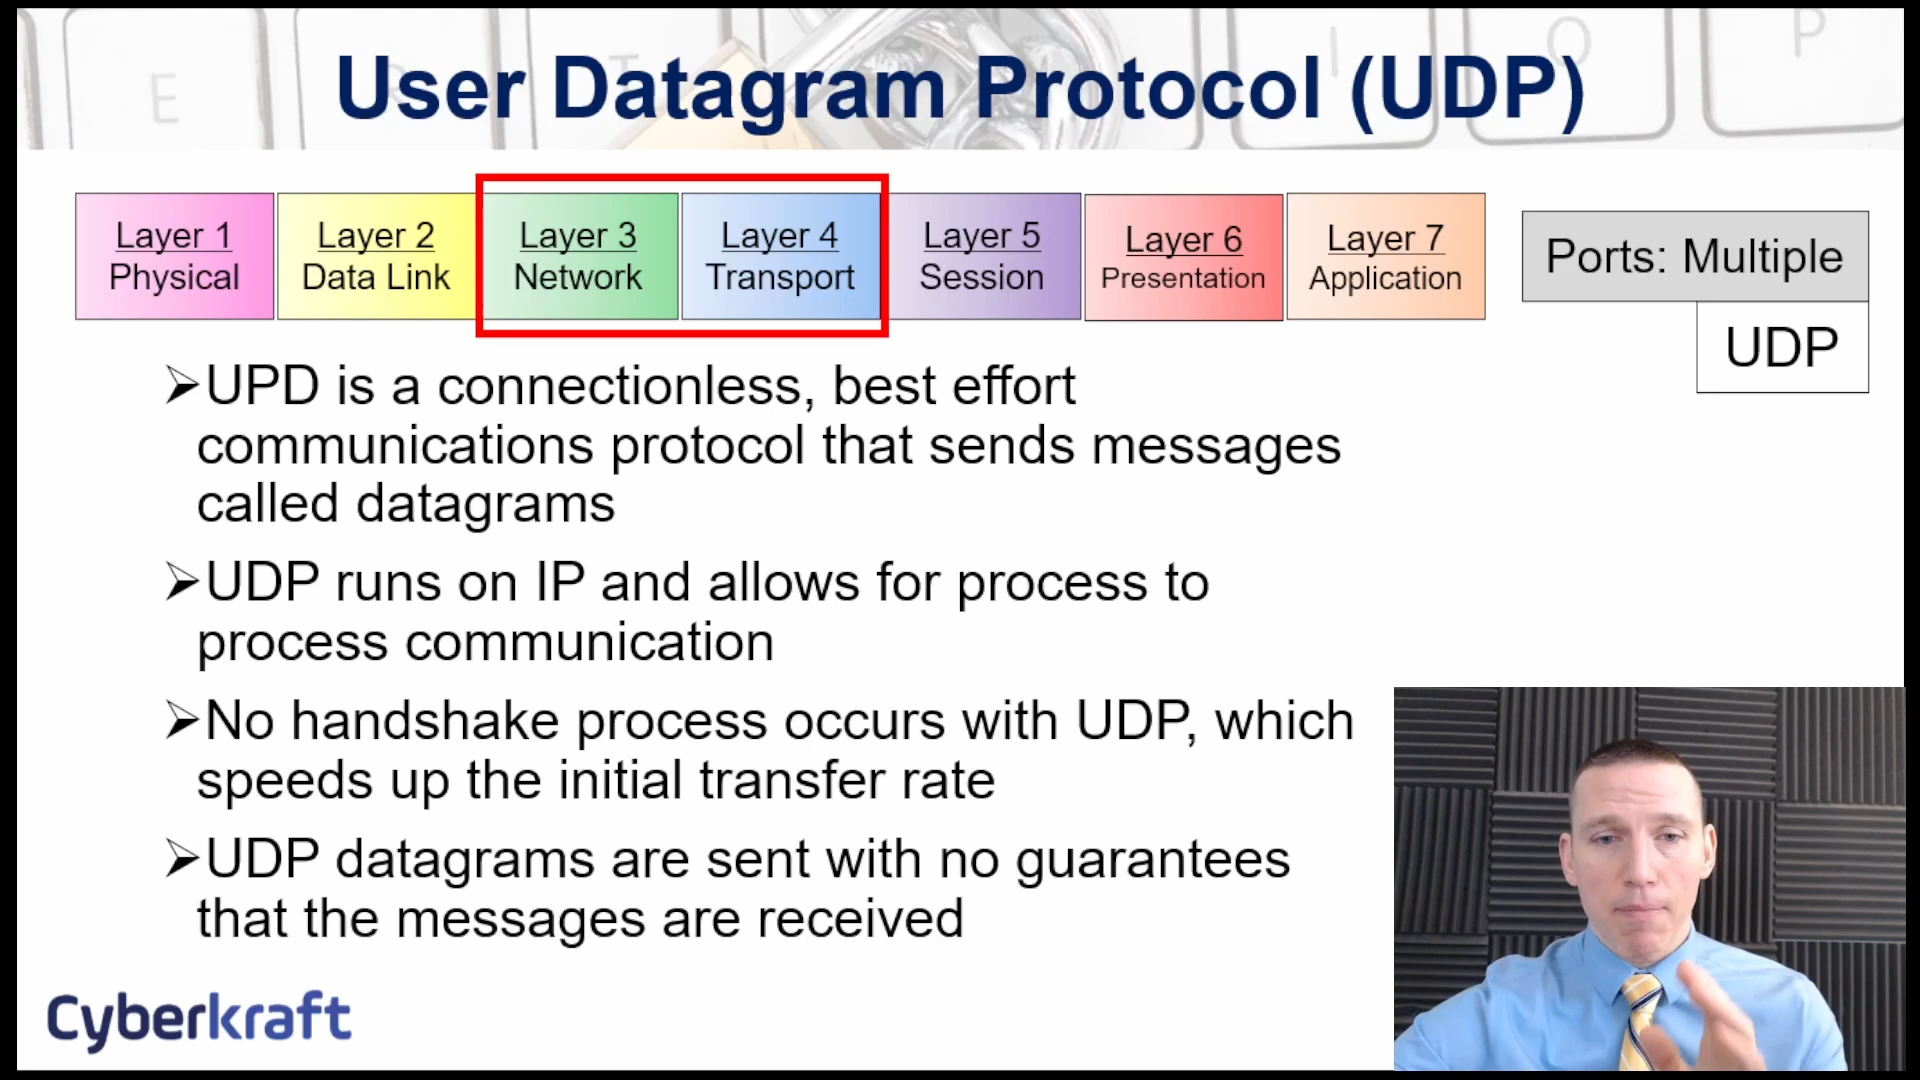 User Datagram Protocol (UDP)
Layer 1
Physical
Layer 2
Data Link
Layer 3
Network
Layer 4
Transport
Layer 5
Session
Layer 6
Presentation
Layer 7
Application
Ports: Multiple
UDP
➢UPD is a connectionless, best effort
communications protocol that sends messages
called datagrams
➢UDP runs on IP and allows for process to
process communication
➢No handshake process occurs with UDP, which
speeds up the initial transfer rate
➢UDP datagrams are sent with no guarantees
that the messages are received
Cyberkraft
E
R
T
I
O
P